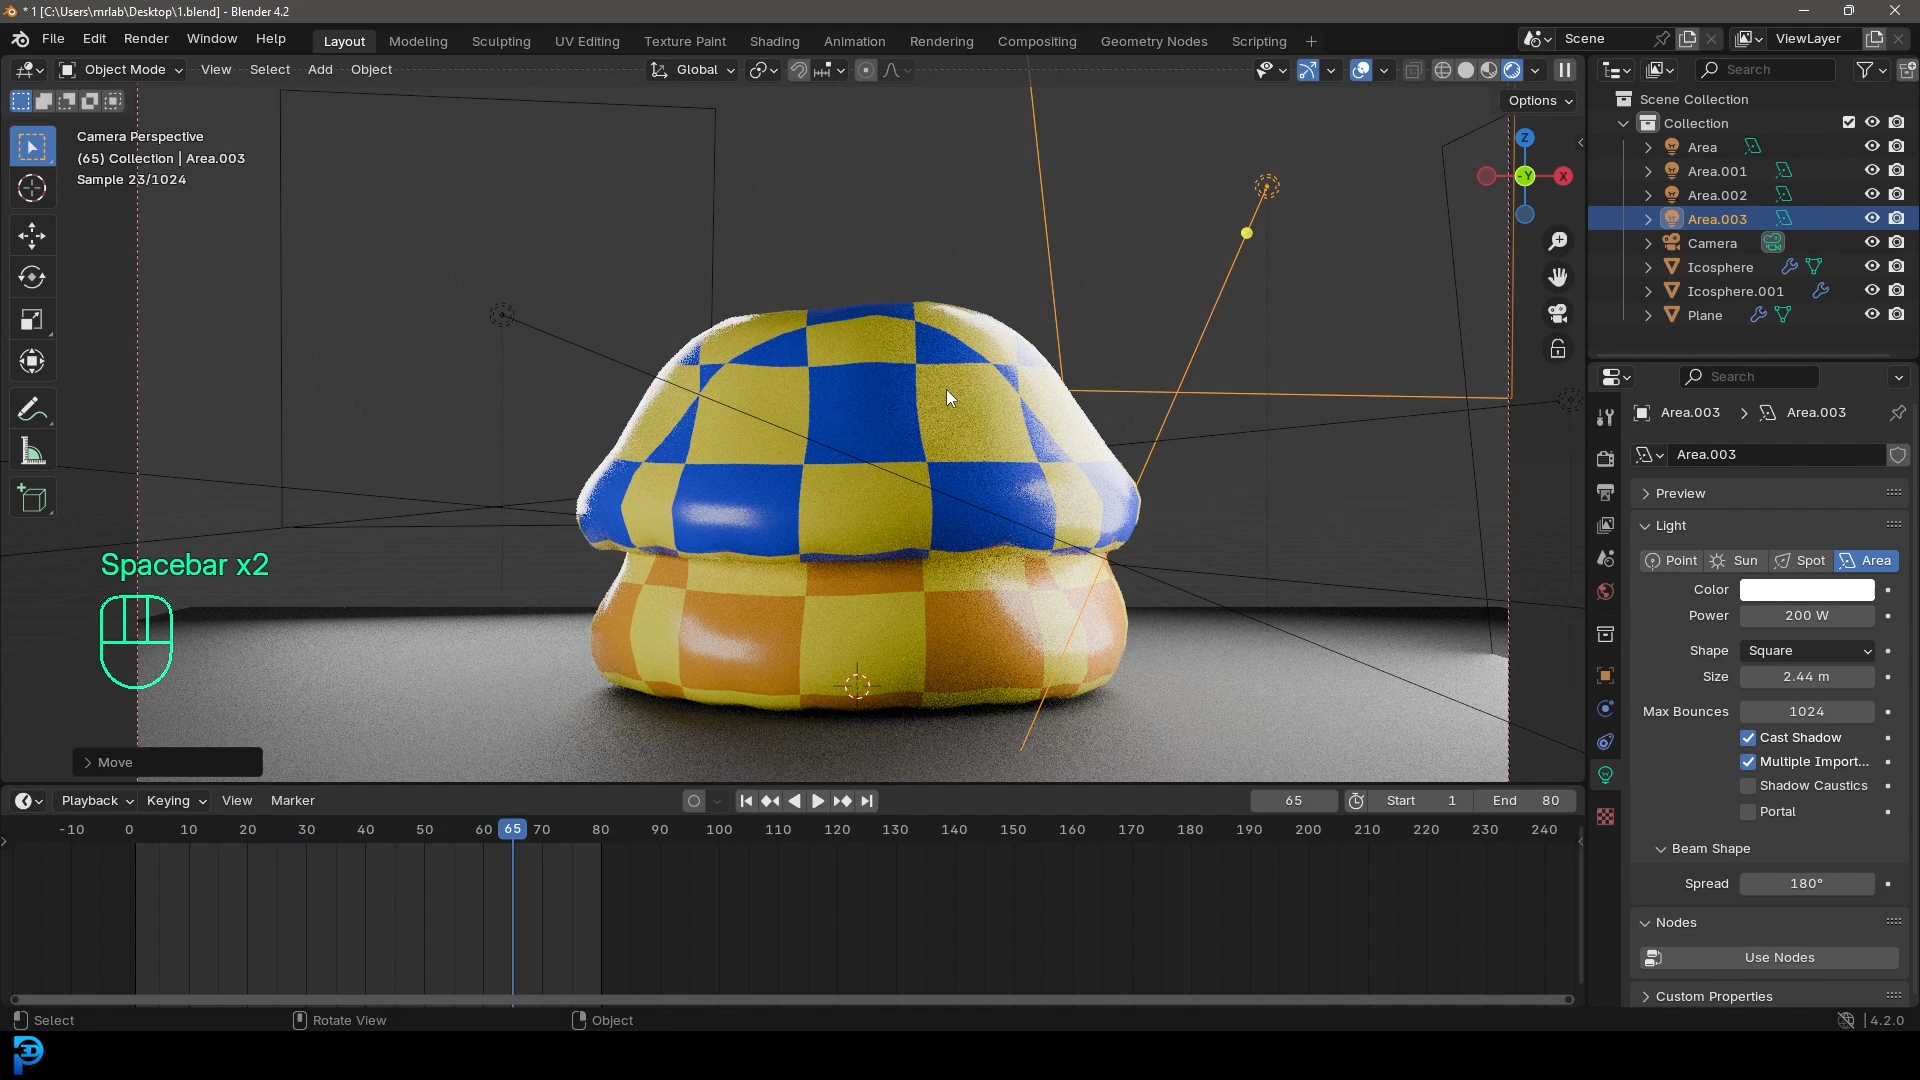 * 1 [C:\Users\mrlab\Desktop\1.blend] - Blender 4.2
File Edit Render Window Help Layout Modeling Sculpting UV Editing Texture Paint Shading Animation Rendering Compositing Geometry Nodes Scripting + Scene ViewLayer
Object Mode View Select Add Object Global Search
Options
Camera Perspective
(65) Collection | Area.003
Sample 23/1024
Z
-Y X
Spacebar x2
Move
Scene Collection
Collection
Area
Area.001
Area.002
Area.003
Camera
Icosphere
Icosphere.001
Plane
Search
Area.003 > Area.003
Area.003
Preview
Light
Point Sun Spot Area
Color
Power 200 W
Shape Square
Size 2.44 m
Max Bounces 1024
Cast Shadow
Multiple Import...
Shadow Caustics
Portal
Beam Shape
Spread 180°
Nodes
Use Nodes
Custom Properties
Playback Keying View Marker 65 Start 1 End 80
-10 0 10 20 30 40 50 60 65 70 80 90 100 110 120 130 140 150 160 170 180 190 200 210 220 230 240
Select Rotate View Object 4.2.0
3D